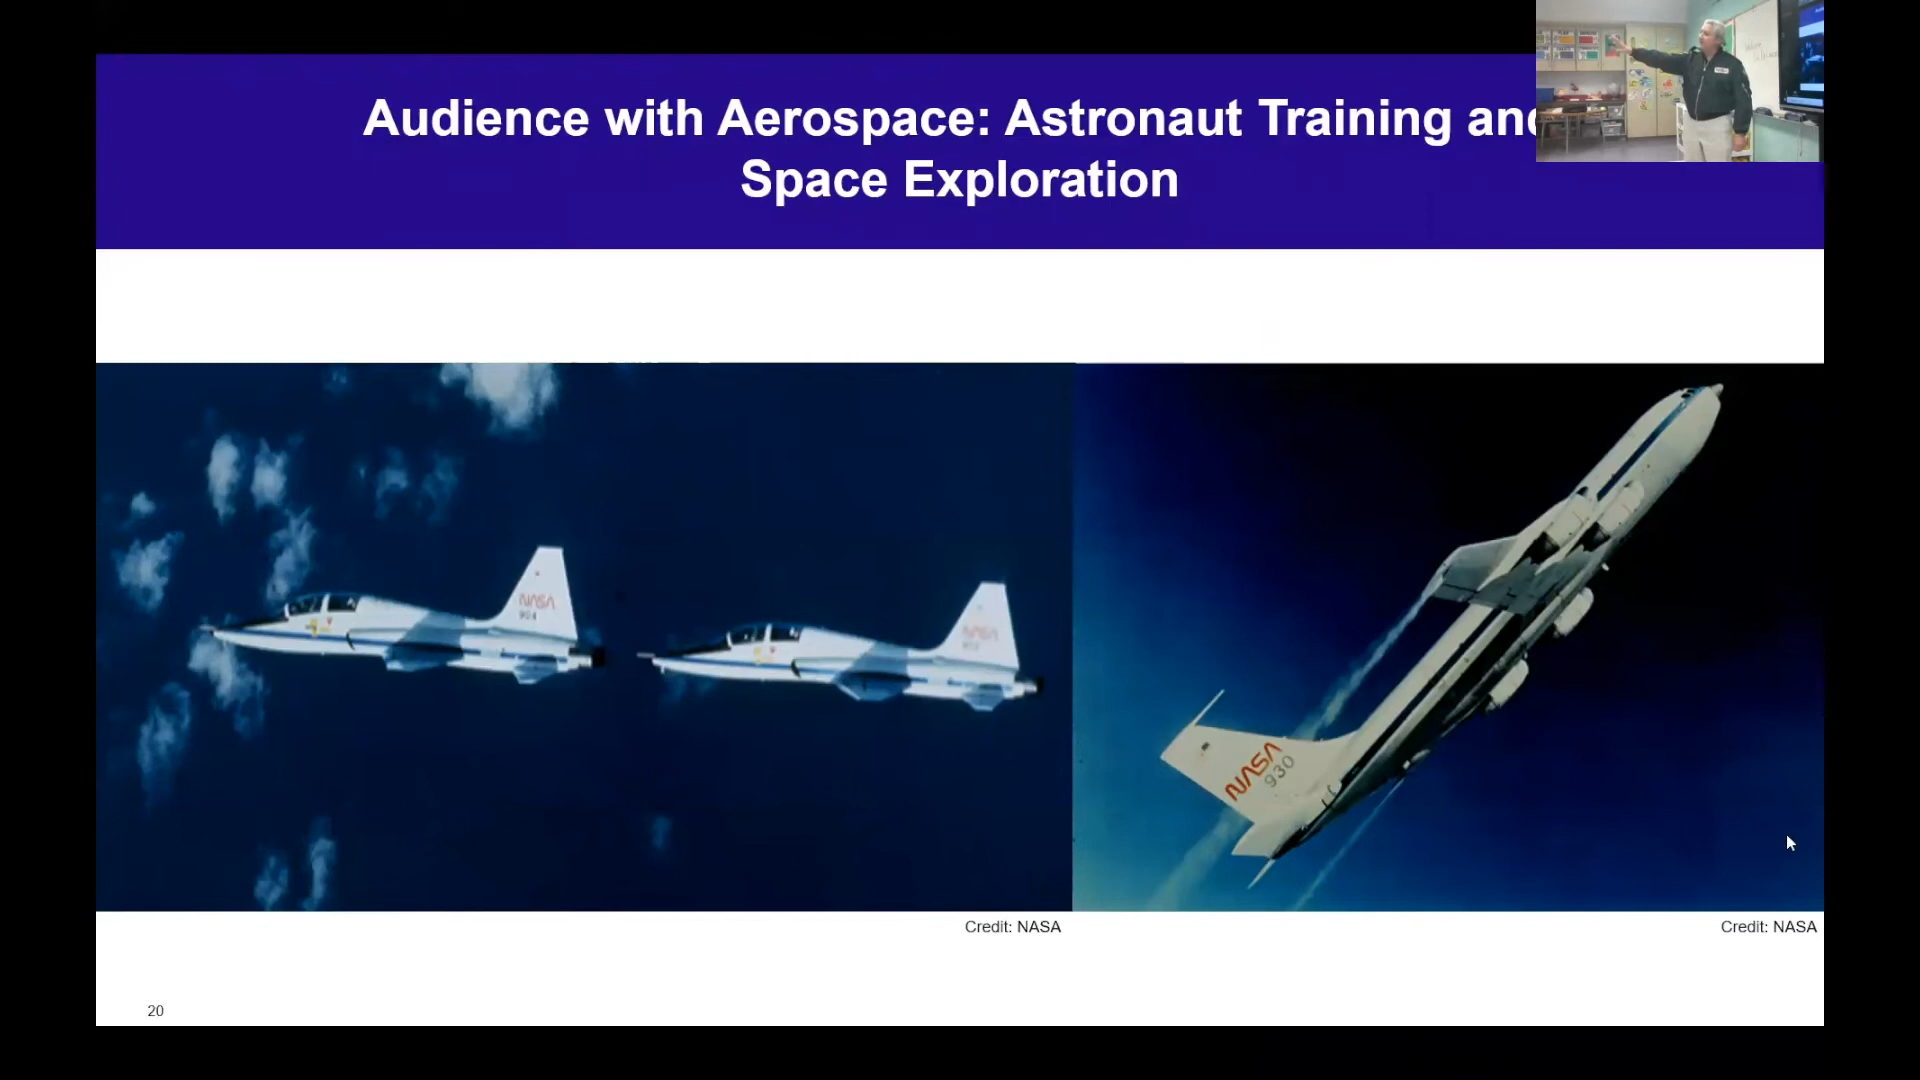 Audience with Aerospace: Astronaut Training and
Space Exploration
NASA
904
NASA
NASA
930
Credit: NASA
Credit: NASA
20